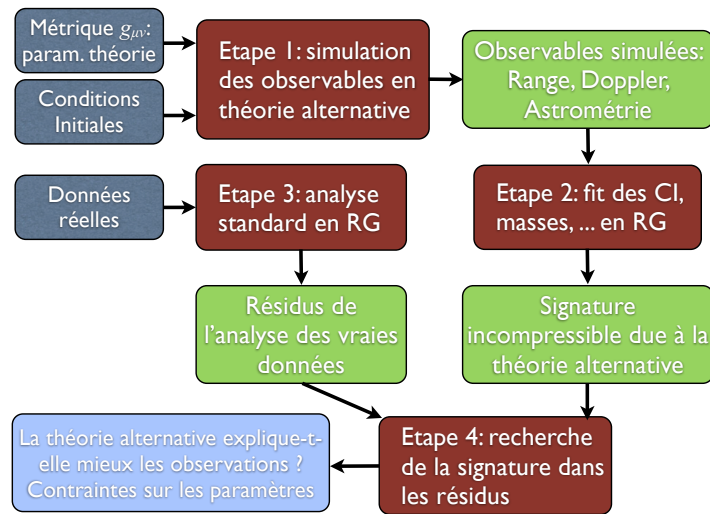 Métrique gμν:
param. théorie
Etape 1: simulation
des observables en
théorie alternative
Observables simulées:
Range, Doppler,
Astrométrie
Conditions
Initiales
Données
réelles
Etape 3: analyse
standard en RG
Etape 2: fit des CI,
masses, ... en RG
Résidus de
l'analyse des vraies
données
Signature
incompressible due à la
théorie alternative
La théorie alternative explique-t-
elle mieux les observations ?
Contraintes sur les paramètres
Etape 4: recherche
de la signature dans
les résidus